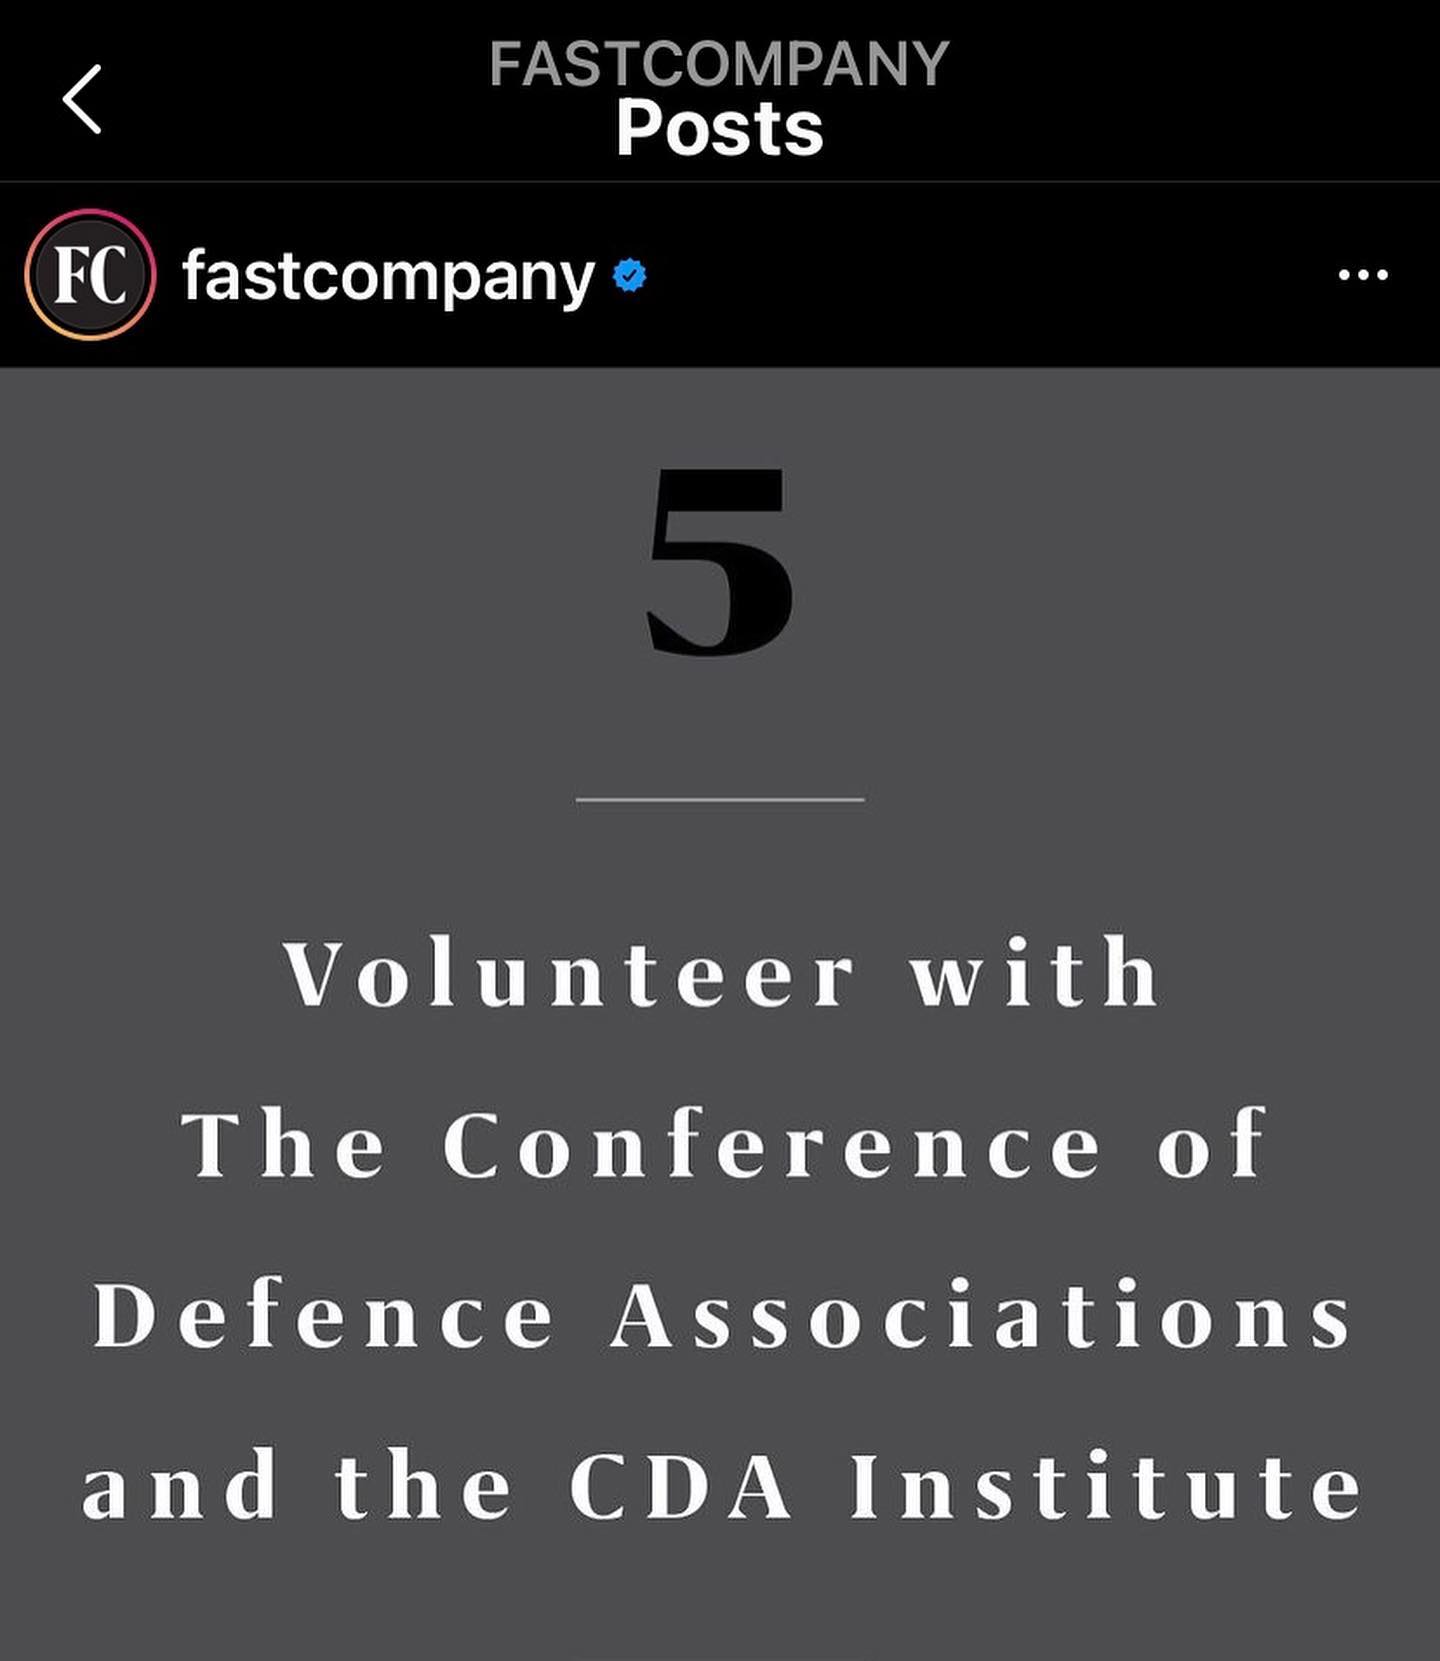 FASTCOMPANY
Posts
FC fastcompany
5
Volunteer with
The Conference of
Defence Associations
and the CDA Institute